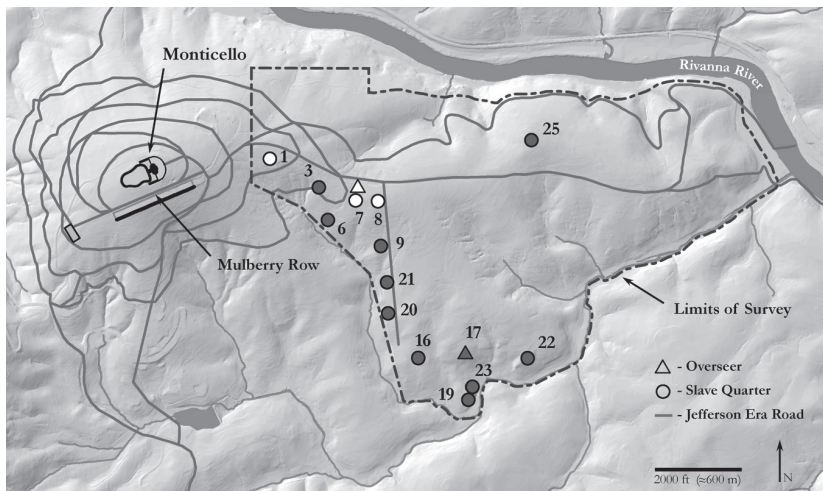 Monticello
Rivanna River
25
1
3
7
8
6
9
Mulberry Row
21
20
Limits of Survey
16
17
22
23
19
- Overseer
- Slave Quarter
- Jefferson Era Road
2000 ft (≈600 m)
N